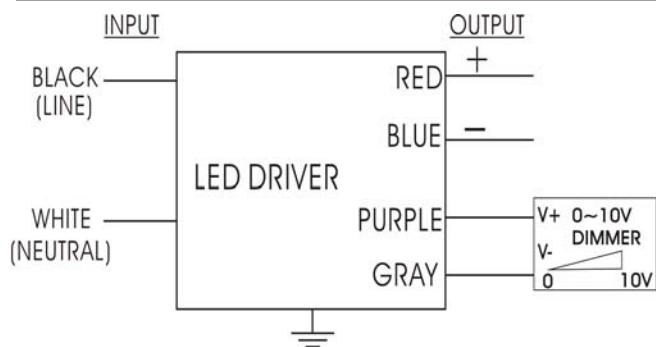 INPUT
OUTPUT
BLACK
(LINE)
WHITE
(NEUTRAL)
LED DRIVER
RED
+
BLUE
−
PURPLE
GRAY
V+ 0~10V
DIMMER
V-
0 10V